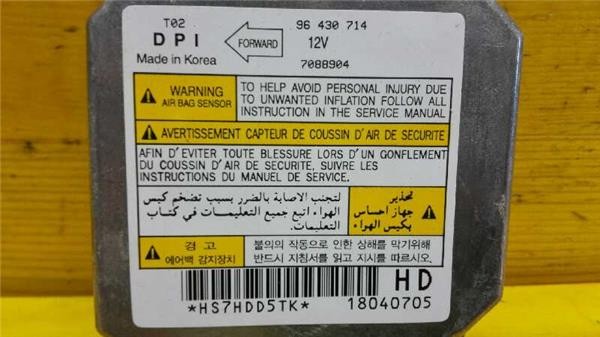 T02
96 430 714
DPI
FORWARD
12V
Made in Korea
7088904
WARNING
AIR BAG SENSOR
TO HELP AVOID PERSONAL INJURY DUE
TO UNWANTED INFLATION FOLLOW ALL
INSTRUCTION IN THE SERVICE MANUAL
AVERTISSEMENT CAPTEUR DE COUSSIN D'AIR DE SECURITE
AFIN D'EVITER TOUTE BLESSURE LORS D'UN GONFLEMENT
DU COUSSIN D'AIR DE SECURITE, SUIVRE LES
INSTRUCTIONS DU MANUEL DE SERVICE.
تحذير
جهاز احساس
بكيس الهواء
لتجنب الاصابة بالضرر بسبب تضخم كيس
الهواء اتبع جميع التعليمات في كتاب
التعليمات.
경 고
에어백 감지장치
불의의 작동으로 인한 상해를 막기위해
반드시 지침서를 읽고 지시를 따르시오.
HD
*HS7HDD5TK*
18040705